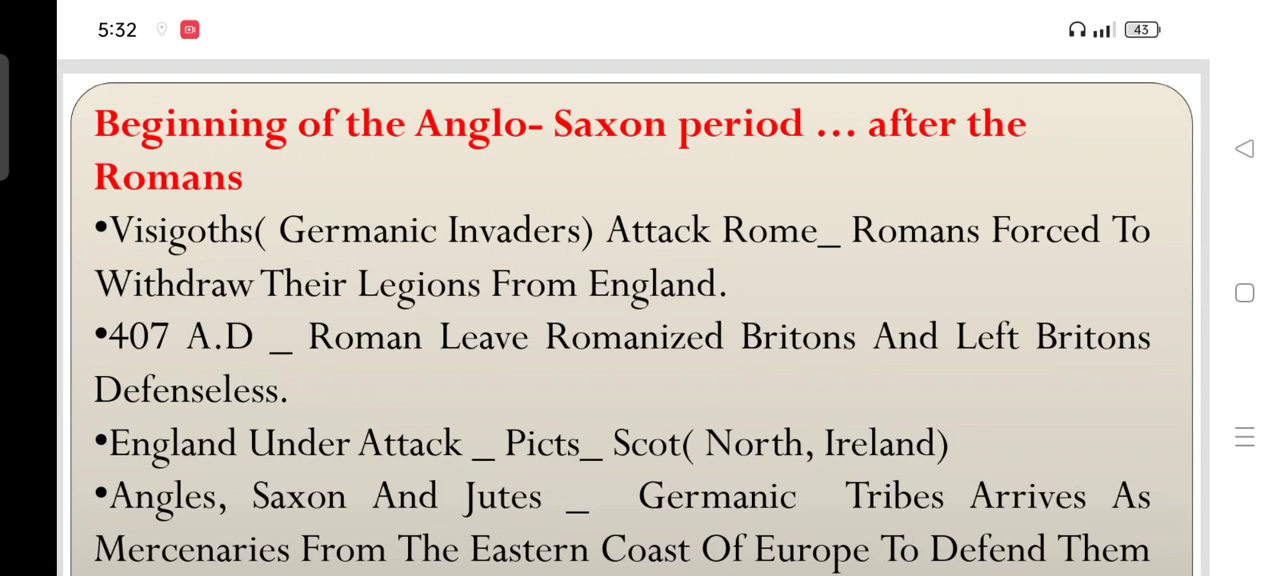 5:32
43
Beginning of the Anglo- Saxon period ... after the
Romans
•Visigoths( Germanic Invaders) Attack Rome_ Romans Forced To
Withdraw Their Legions From England.
•407 A.D _ Roman Leave Romanized Britons And Left Britons
Defenseless.
•England Under Attack _ Picts_ Scot( North, Ireland)
•Angles, Saxon And Jutes _ Germanic Tribes Arrives As
Mercenaries From The Eastern Coast Of Europe To Defend Them